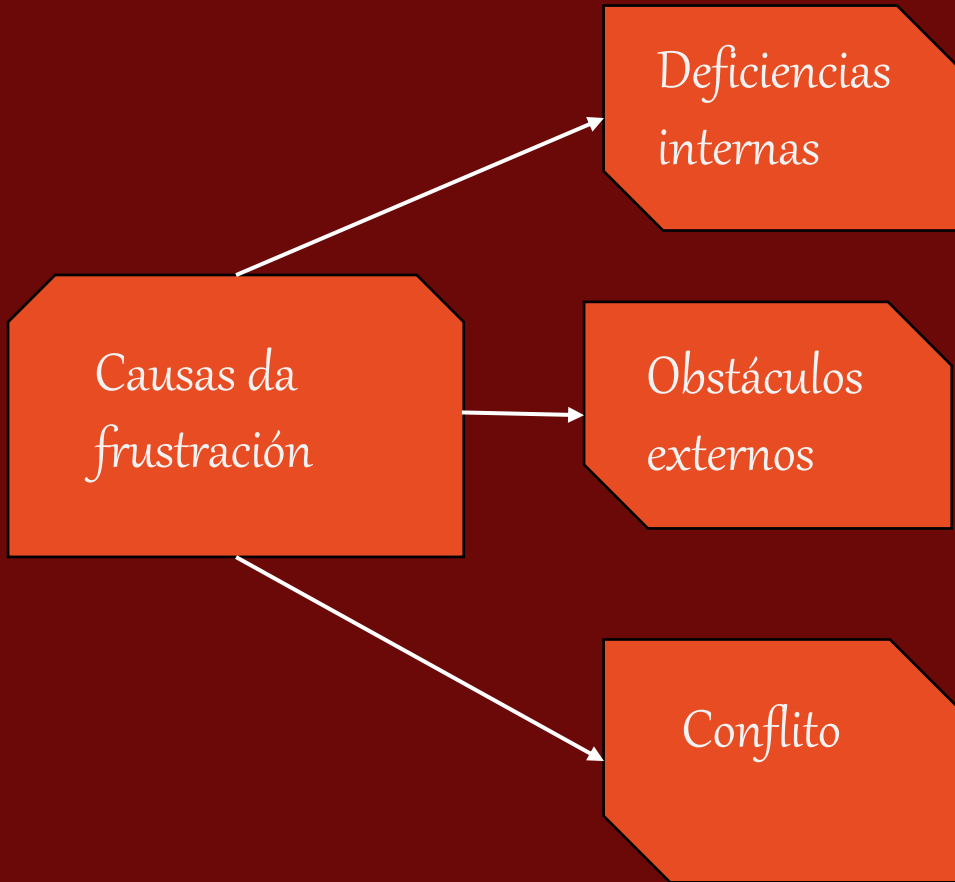 Deficiencias
internas
Causas da
frustración
Obstáculos
externos
Conflito